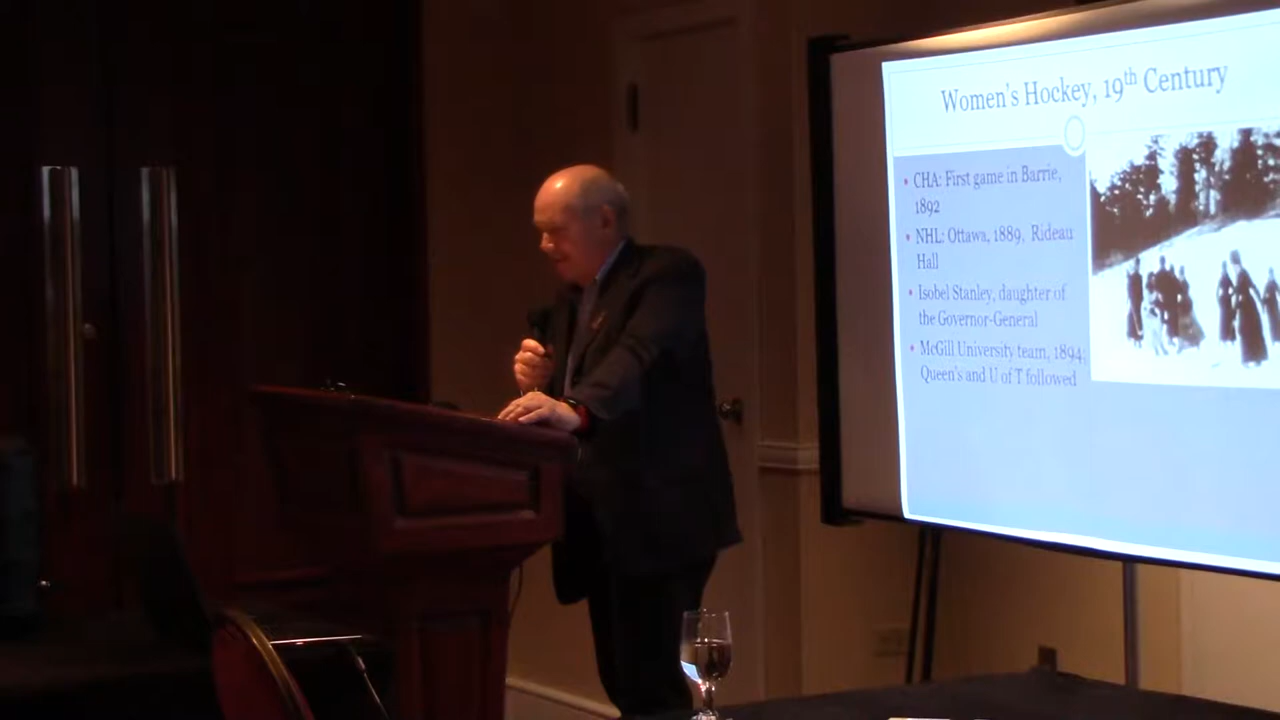 Women's Hockey, 19th Century
• CHA: First game in Barrie,
1892
• NHL: Ottawa, 1889, Rideau
Hall
• Isobel Stanley, daughter of
the Governor-General
• McGill University team, 1894;
Queen's and U of T followed